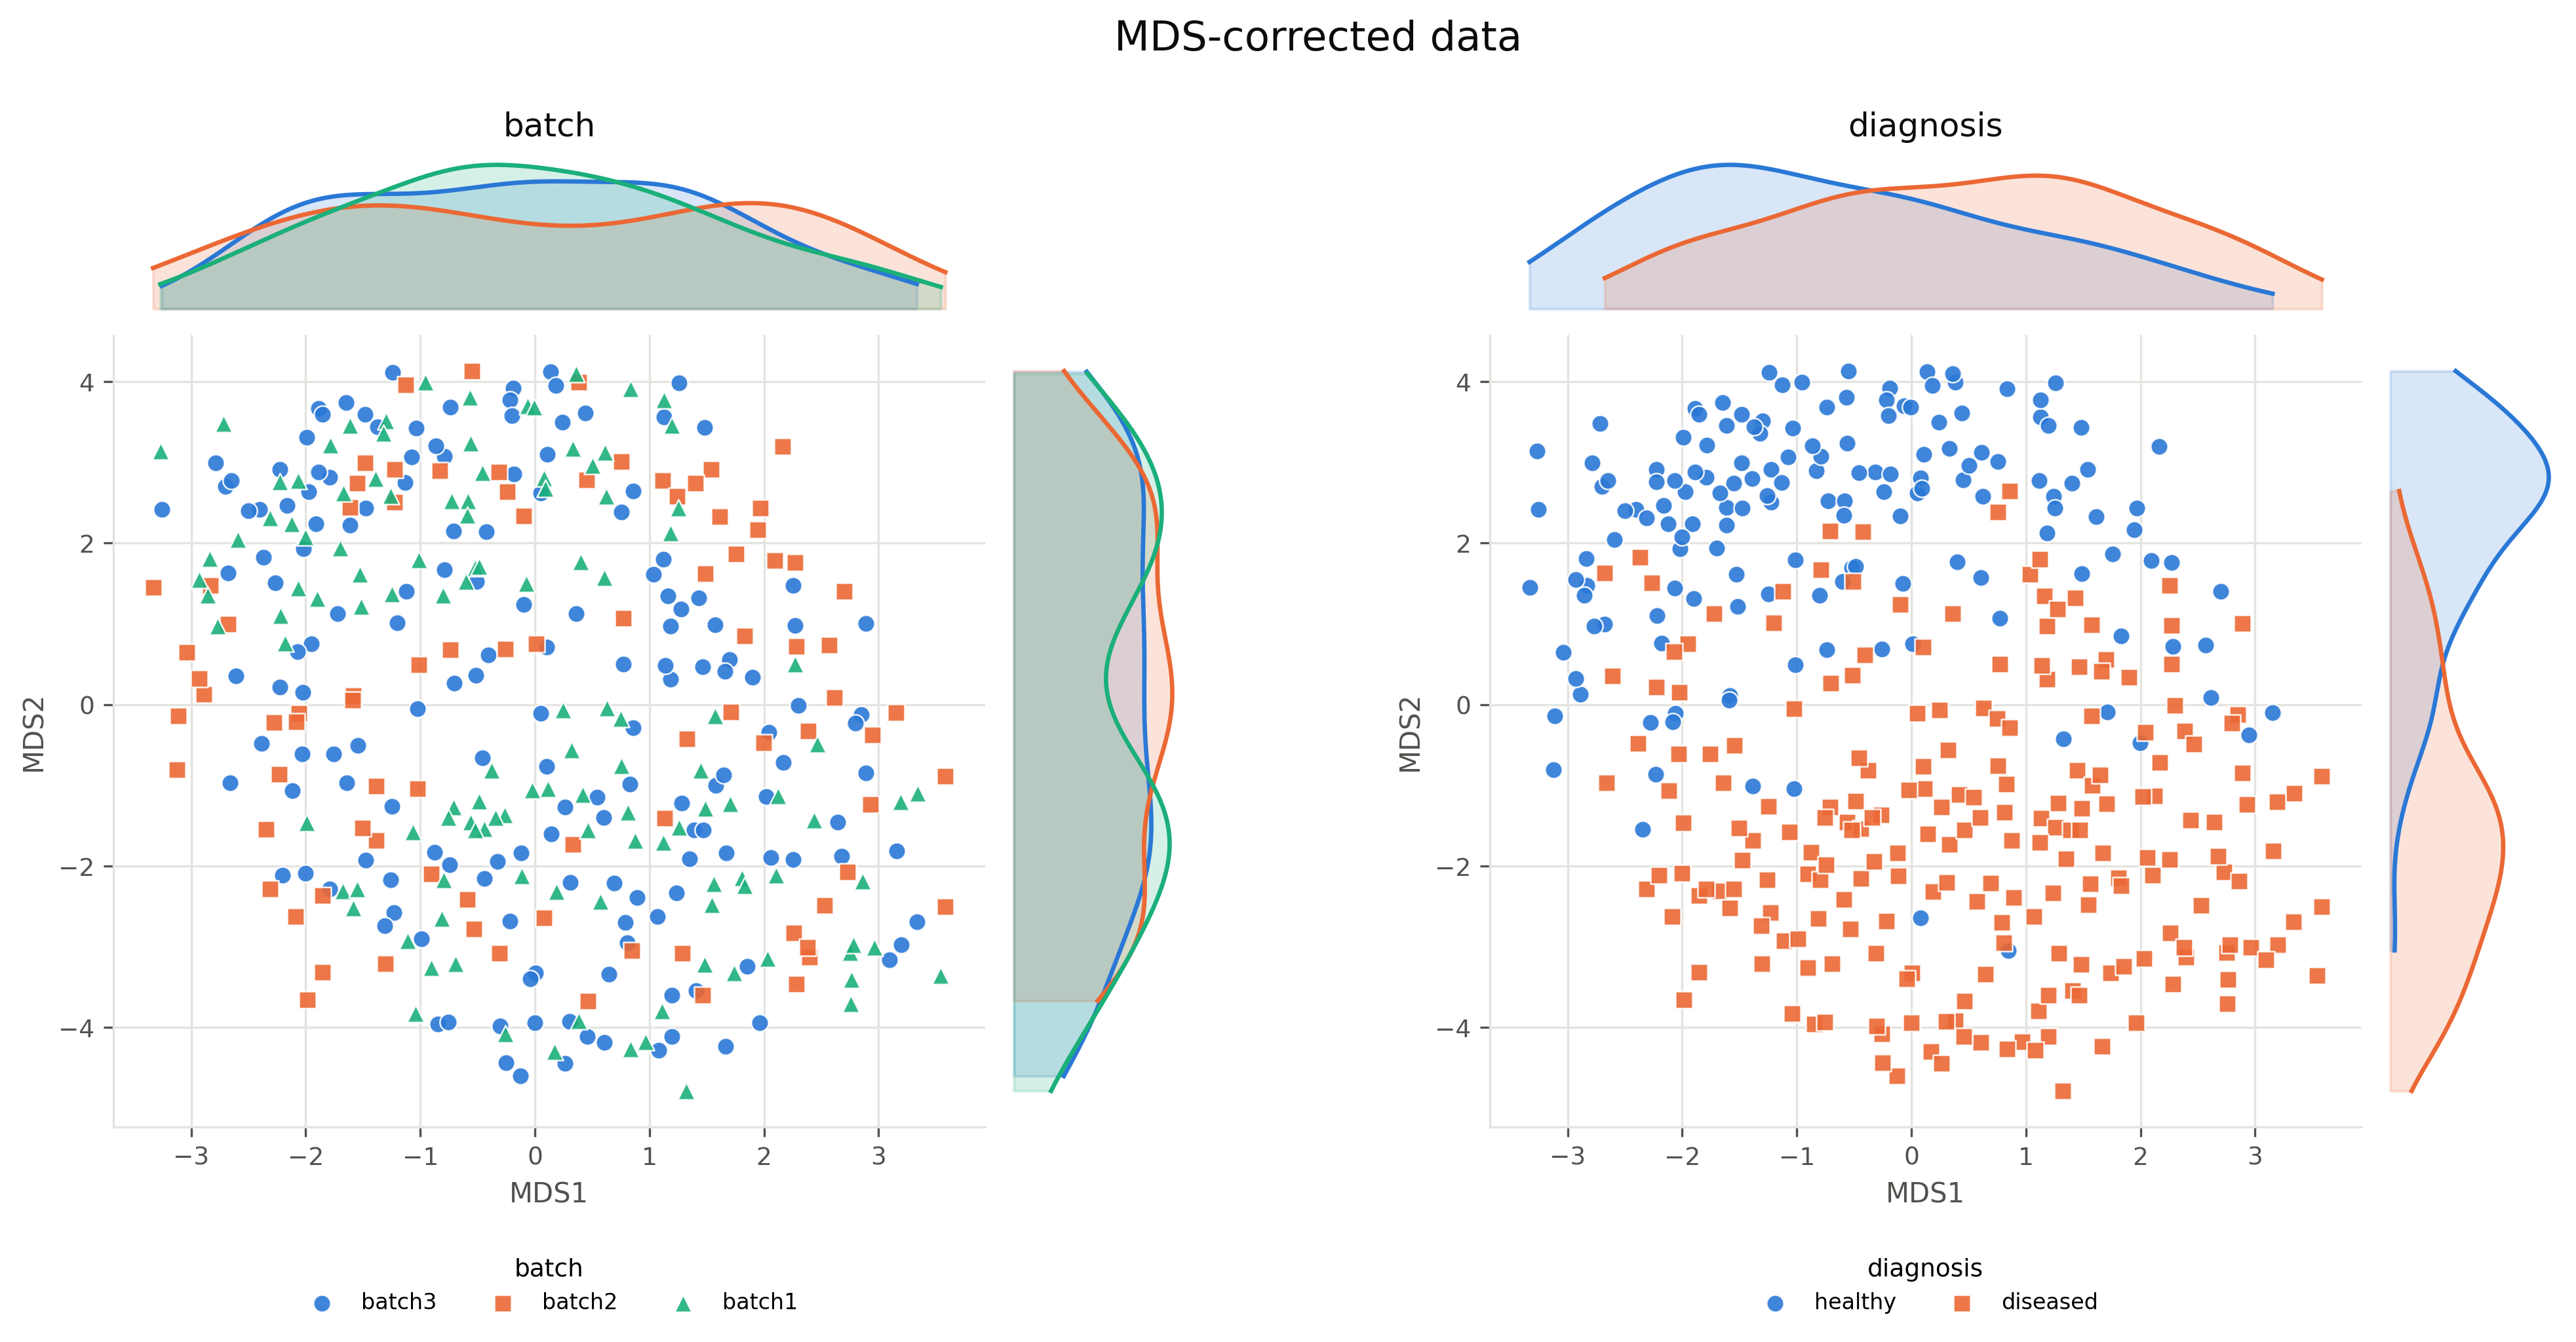 MDS-corrected data
batch
diagnosis
4
2
0
−2
−4
MDS2
−3
−2
−1
0
1
2
3
MDS1
4
2
0
−2
−4
MDS2
−3
−2
−1
0
1
2
3
MDS1
batch
batch3 batch2 batch1
diagnosis
healthy diseased